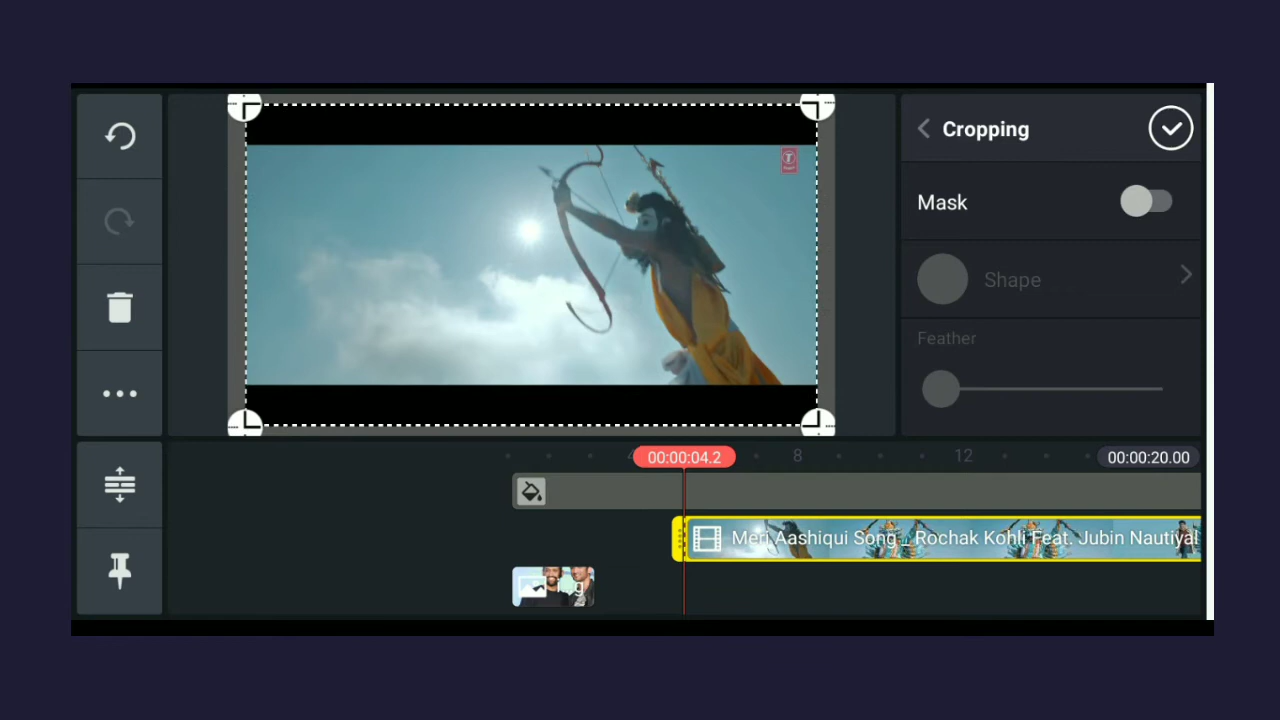 Cropping
Mask
Shape
Feather
00:00:04.2
8
12
00:00:20.00
Meri Aashiqui Song _ Rochak Kohli Feat. Jubin Nautiyal
T